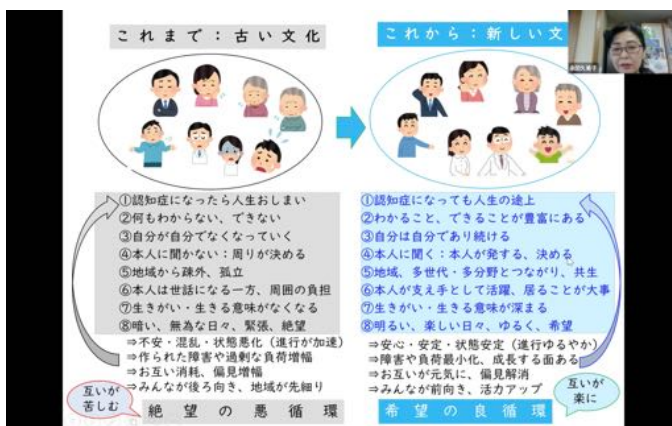 これまで：古い文化
①認知症になったら人生おしまい
②何もわからない、できない
③自分が自分でなくなっていく
④本人に聞かない：周りが決める
⑤地域から疎外、孤立
⑥本人は世話になる一方、周囲の負担
⑦生きがい・生きる意味がなくなる
⑧暗い、無為な日々、緊張、絶望
⇒不安・混乱・状態悪化（進行が加速）
⇒作られた障害や過剰な負荷増幅
⇒お互い消耗、偏見増幅
⇒みんなが後ろ向き、地域が先細り
互いが
苦しむ
絶望の悪循環
これから：新しい文
①認知症になっても人生の途上
②わかること、できることが豊富にある
③自分は自分であり続ける
④本人に聞く：本人が発する、決める
⑤地域、多世代・多分野とつながり、共生
⑥本人が支え手として活躍、居ることが大事
⑦生きがい・生きる意味が深まる
⑧明るい、楽しい日々、ゆるく、希望
⇒安心・安定・状態安定（進行ゆるやか）
⇒障害や負荷最小化、成長する面ある
⇒お互いが元気に、偏見解消
⇒みんなが前向き、活力アップ
互いが
楽に
希望の良循環